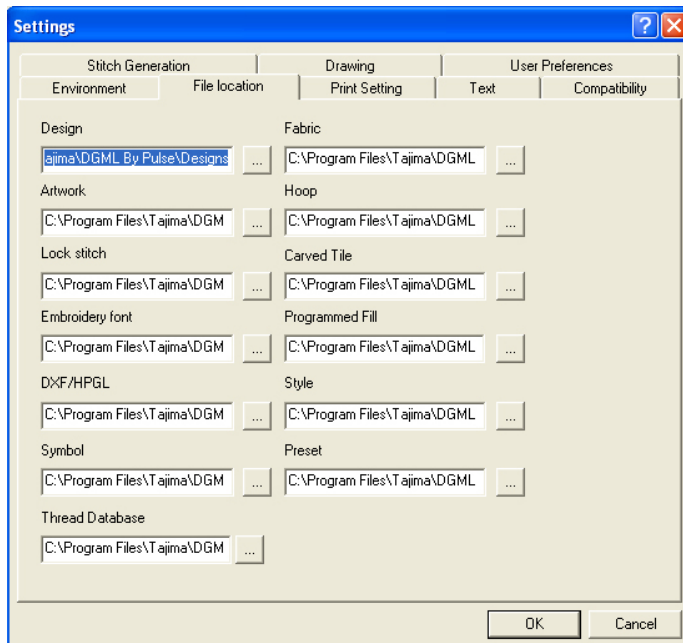 Settings
Stitch Generation Drawing User Preferences
Environment File location Print Setting Text Compatibility
Design Fabric
ajima\DGML By Pulse\Designs ... C:\Program Files\Tajima\DGML ...
Artwork Hoop
C:\Program Files\Tajima\DGM ... C:\Program Files\Tajima\DGML ...
Lock stitch Carved Tile
C:\Program Files\Tajima\DGM ... C:\Program Files\Tajima\DGML ...
Embroidery font Programmed Fill
C:\Program Files\Tajima\DGM ... C:\Program Files\Tajima\DGML ...
DXF/HPGL Style
C:\Program Files\Tajima\DGM ... C:\Program Files\Tajima\DGML ...
Symbol Preset
C:\Program Files\Tajima\DGM ... C:\Program Files\Tajima\DGML ...
Thread Database
C:\Program Files\Tajima\DGM ...
OK Cancel